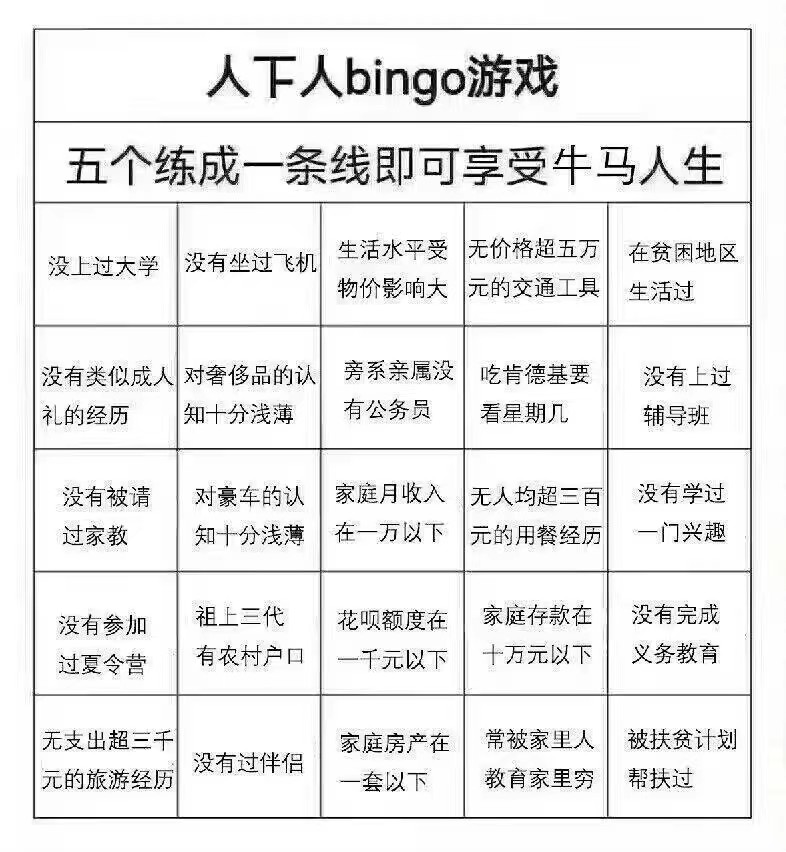 人下人bingo游戏
五个练成一条线即可享受牛马人生
没上过大学
没有坐过飞机
生活水平受
物价影响大
无价格超五万
元的交通工具
在贫困地区
生活过
没有类似成人
礼的经历
对奢侈品的认
知十分浅薄
旁系亲属没
有公务员
吃肯德基要
看星期几
没有上过
辅导班
没有被请
过家教
对豪车的认
知十分浅薄
家庭月收入
在一万以下
无人均超三百
元的用餐经历
没有学过
一门兴趣
没有参加
过夏令营
祖上三代
有农村户口
花呗额度在
一千元以下
家庭存款在
十万元以下
没有完成
义务教育
无支出超三千
元的旅游经历
没有过伴侣
家庭房产在
一套以下
常被家里人
教育家里穷
被扶贫计划
帮扶过